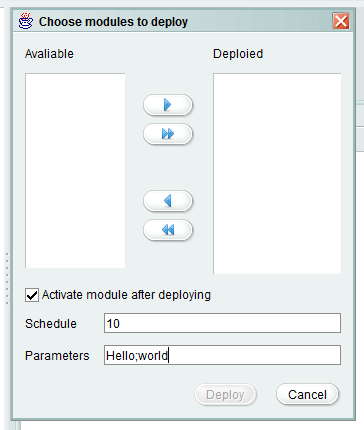 Choose modules to deploy
Avaliable Deploied
Activate module after deploying
Schedule 10
Parameters Hello;world
Deploy Cancel